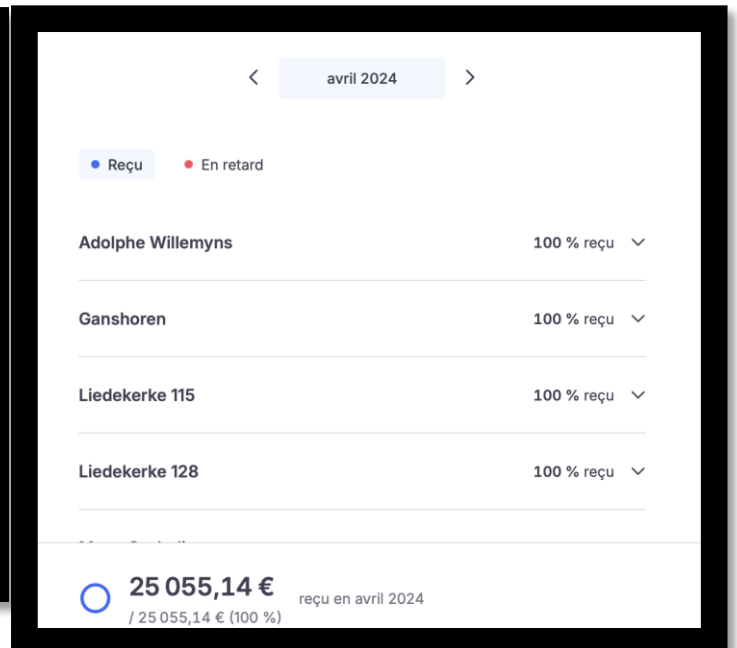 avril 2024
Reçu En retard
Adolphe Willemyns 100 % reçu
Ganshoren 100 % reçu
Liedekerke 115 100 % reçu
Liedekerke 128 100 % reçu
25 055,14 € reçu en avril 2024
/ 25 055,14 € (100 %)